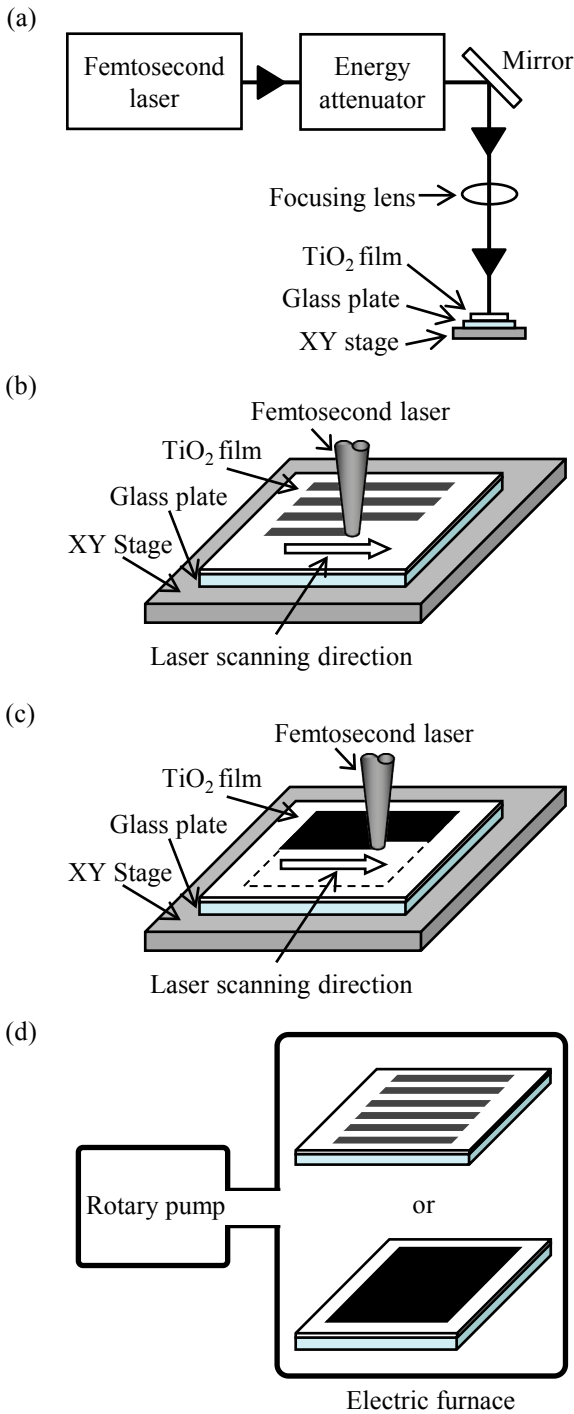 (a)
Femtosecond
laser
Energy
attenuator
Mirror
Focusing lens
TiO₂ film
Glass plate
XY stage
(b)
Femtosecond laser
TiO₂ film
Glass plate
XY Stage
Laser scanning direction
(c)
Femtosecond laser
TiO₂ film
Glass plate
XY Stage
Laser scanning direction
(d)
Rotary pump
or
Electric furnace